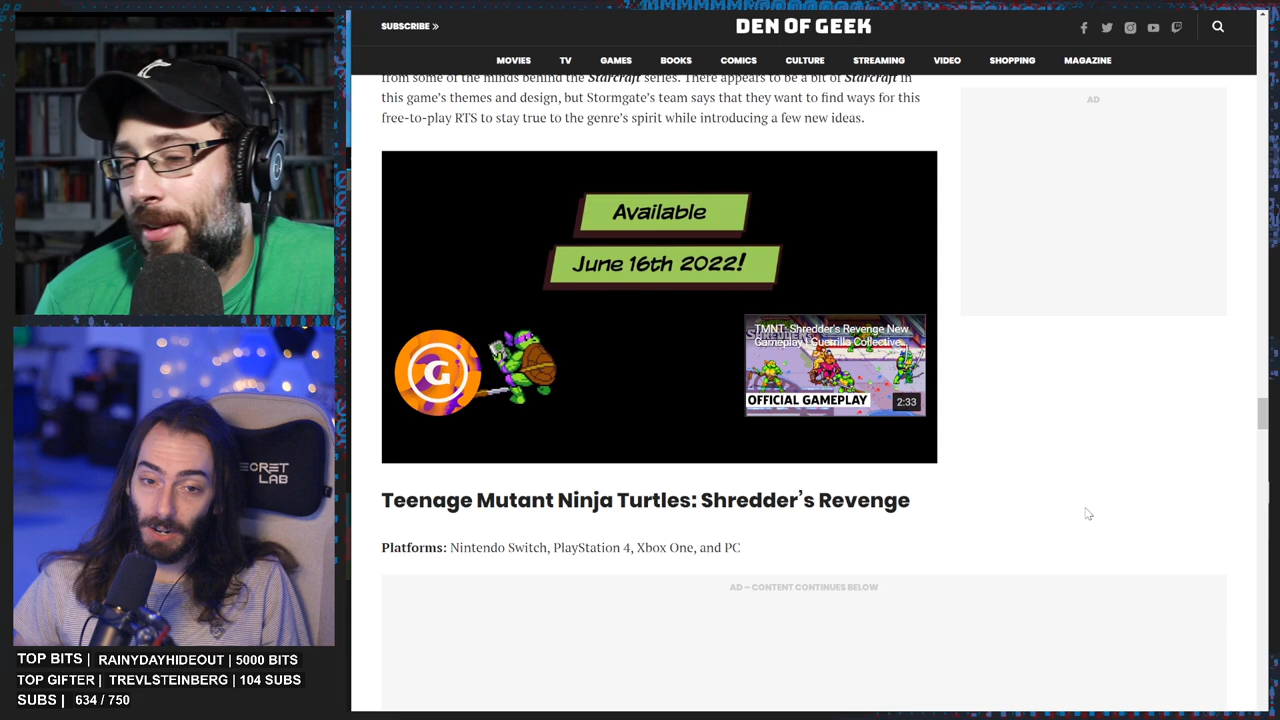 SUBSCRIBE »
DEN OF GEEK
MOVIES TV GAMES BOOKS COMICS CULTURE STREAMING VIDEO SHOPPING MAGAZINE
from some of the minds behind the Starcraft series. There appears to be a bit of Starcraft in
this game's themes and design, but Stormgate's team says that they want to find ways for this
free-to-play RTS to stay true to the genre's spirit while introducing a few new ideas.
AD
Available
June 16th 2022!
G
TMNT: Shredder's Revenge New
Gameplay | Guerrilla Collective...
OFFICIAL GAMEPLAY
2:33
Teenage Mutant Ninja Turtles: Shredder's Revenge
Platforms: Nintendo Switch, PlayStation 4, Xbox One, and PC
AD – CONTENT CONTINUES BELOW
SECRET
LAB
TOP BITS | RAINYDAYHIDEOUT | 5000 BITS
TOP GIFTER | TREVLSTEINBERG | 104 SUBS
SUBS | 634 / 750